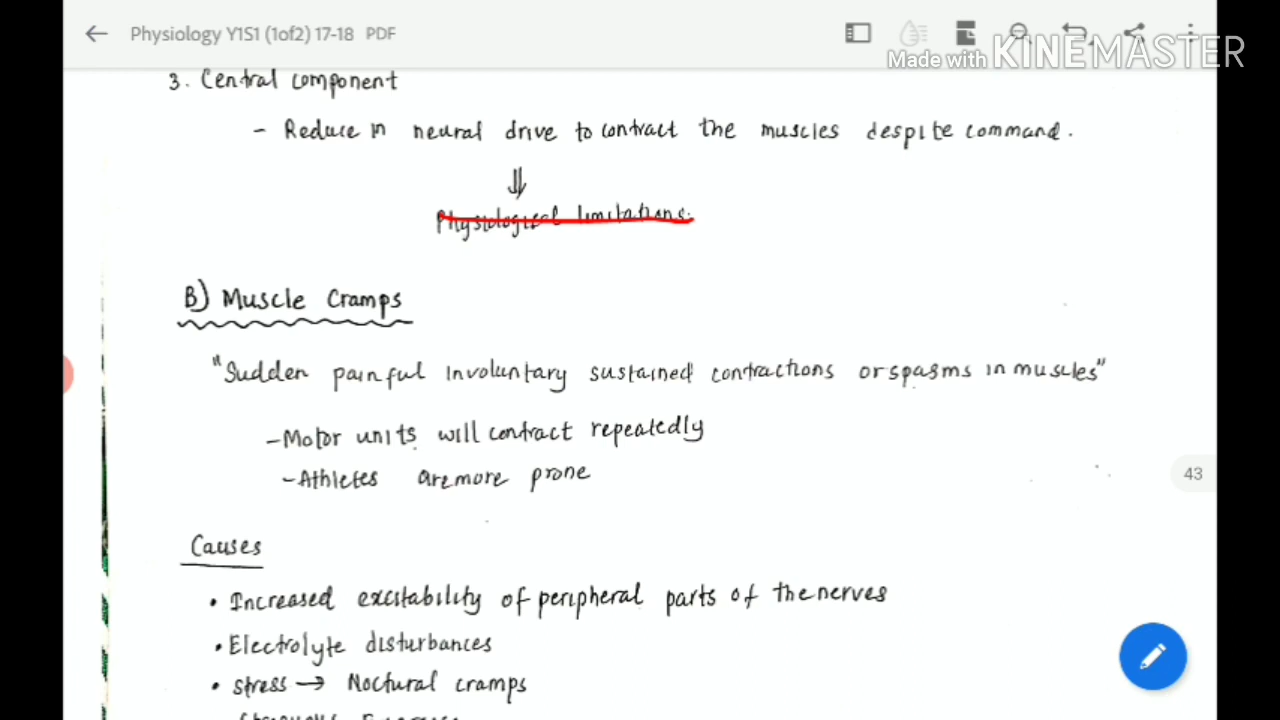 Physiology Y1S1 (1of2) 17-18 PDF
Made with KINEMASTER
3. Central component
- Reduce in neural drive to contract the muscles despite command.
⇓
Physiological limitations.
B) Muscle Cramps
"Sudden painful involuntary sustained contractions or spasms in muscles"
- Motor units will contract repeatedly
- Athletes are more prone
43
Causes
• Increased excitability of peripheral parts of the nerves
• Electrolyte disturbances
• Stress → Noctural cramps